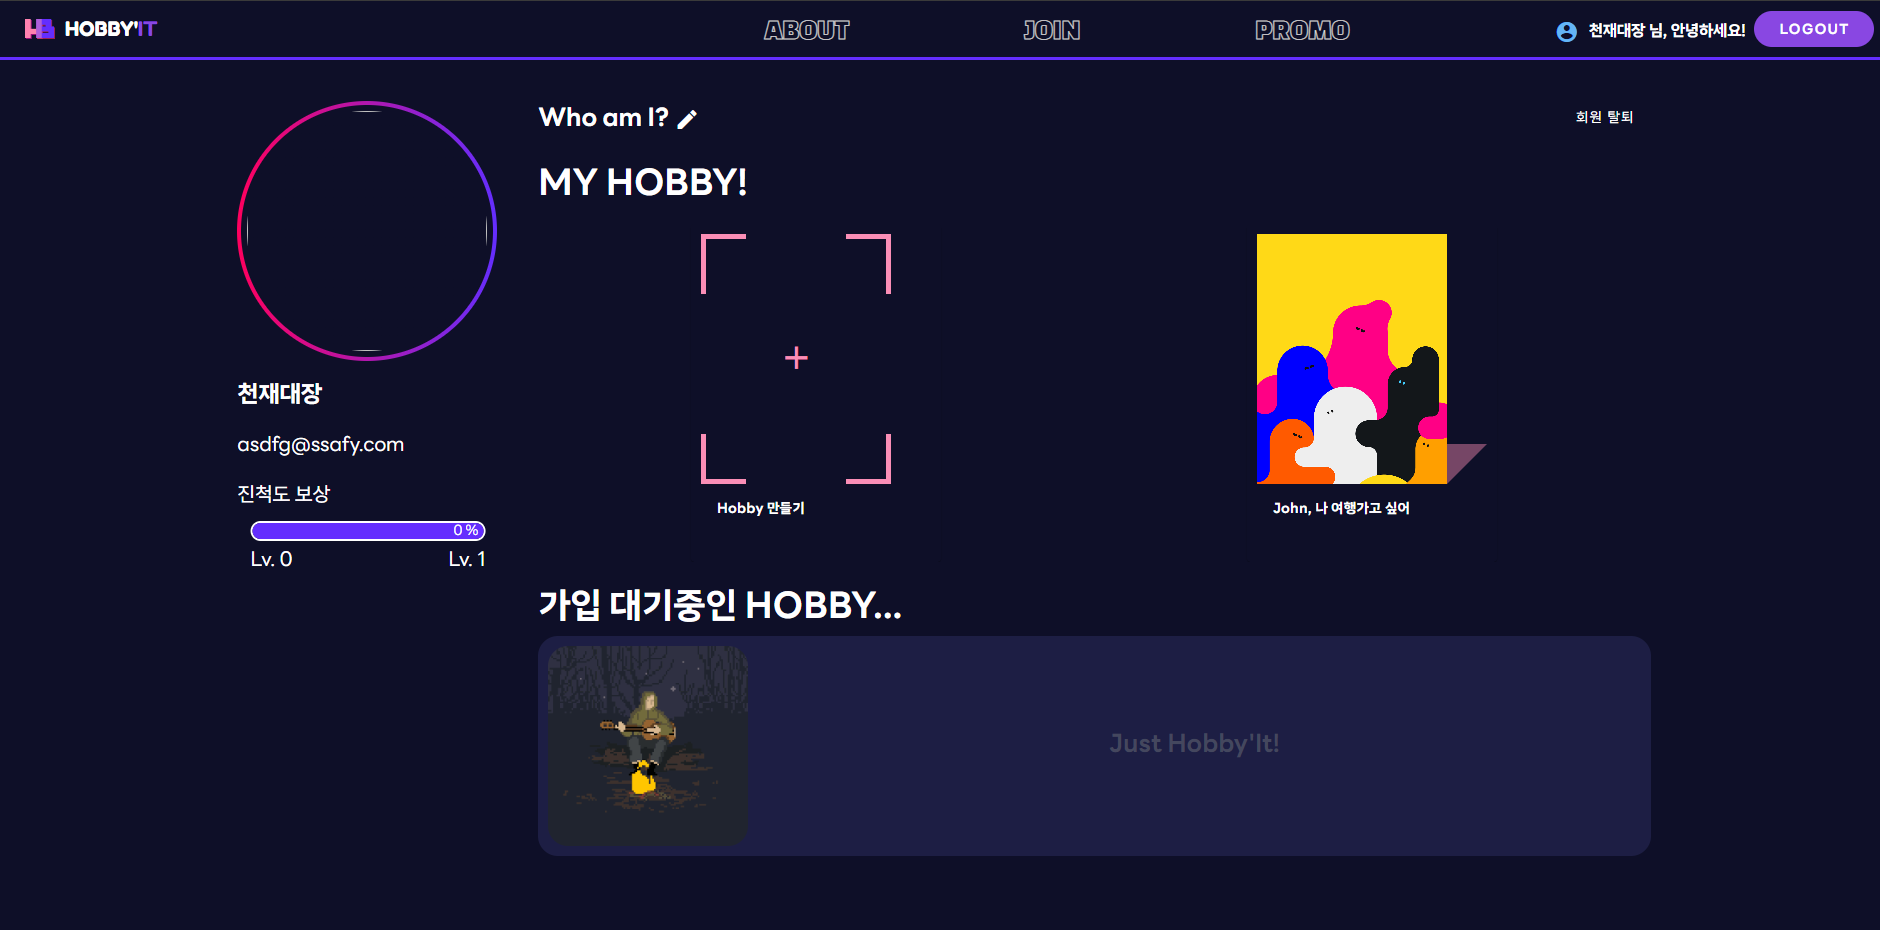 HB HOBBY'IT
ABOUT
JOIN
PROMO
천재대장 님, 안녕하세요!
LOGOUT
Who am I?
회원 탈퇴
MY HOBBY!
+
Hobby 만들기
John, 나 여행가고 싶어
천재대장
asdfg@ssafy.com
진척도 보상
0 %
Lv. 0
Lv. 1
가입 대기중인 HOBBY...
Just Hobby'It!